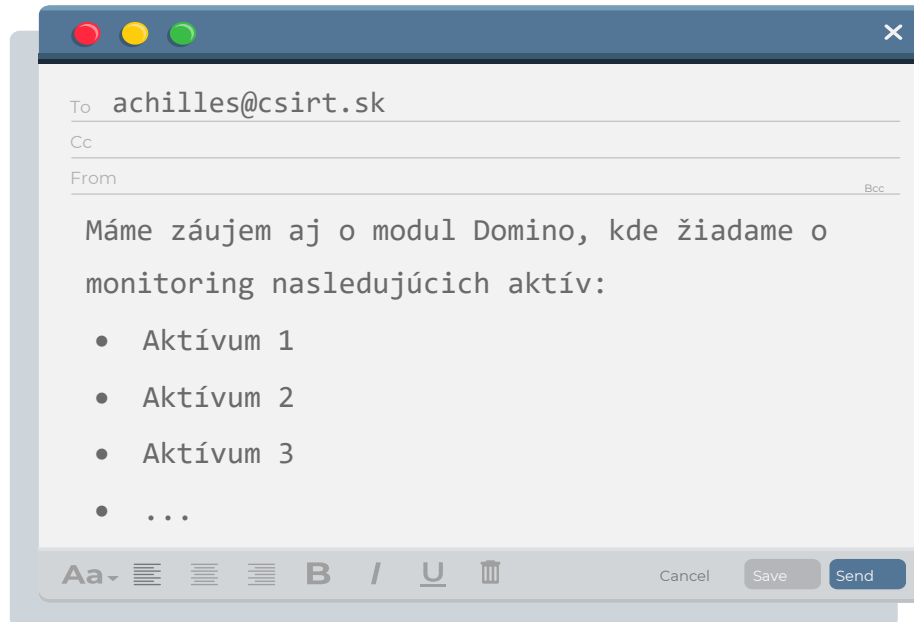 To achilles@csirt.sk
Cc
From
Bcc
Máme záujem aj o modul Domino, kde žiadame o
monitoring nasledujúcich aktív:
• Aktívum 1
• Aktívum 2
• Aktívum 3
• ...
Aa B I U Cancel Save Send